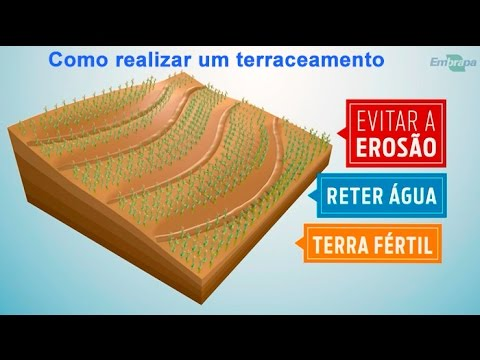 Como realizar um terraceamento
Embrapa
EVITAR A
EROSÃO
RETER ÁGUA
TERRA FÉRTIL